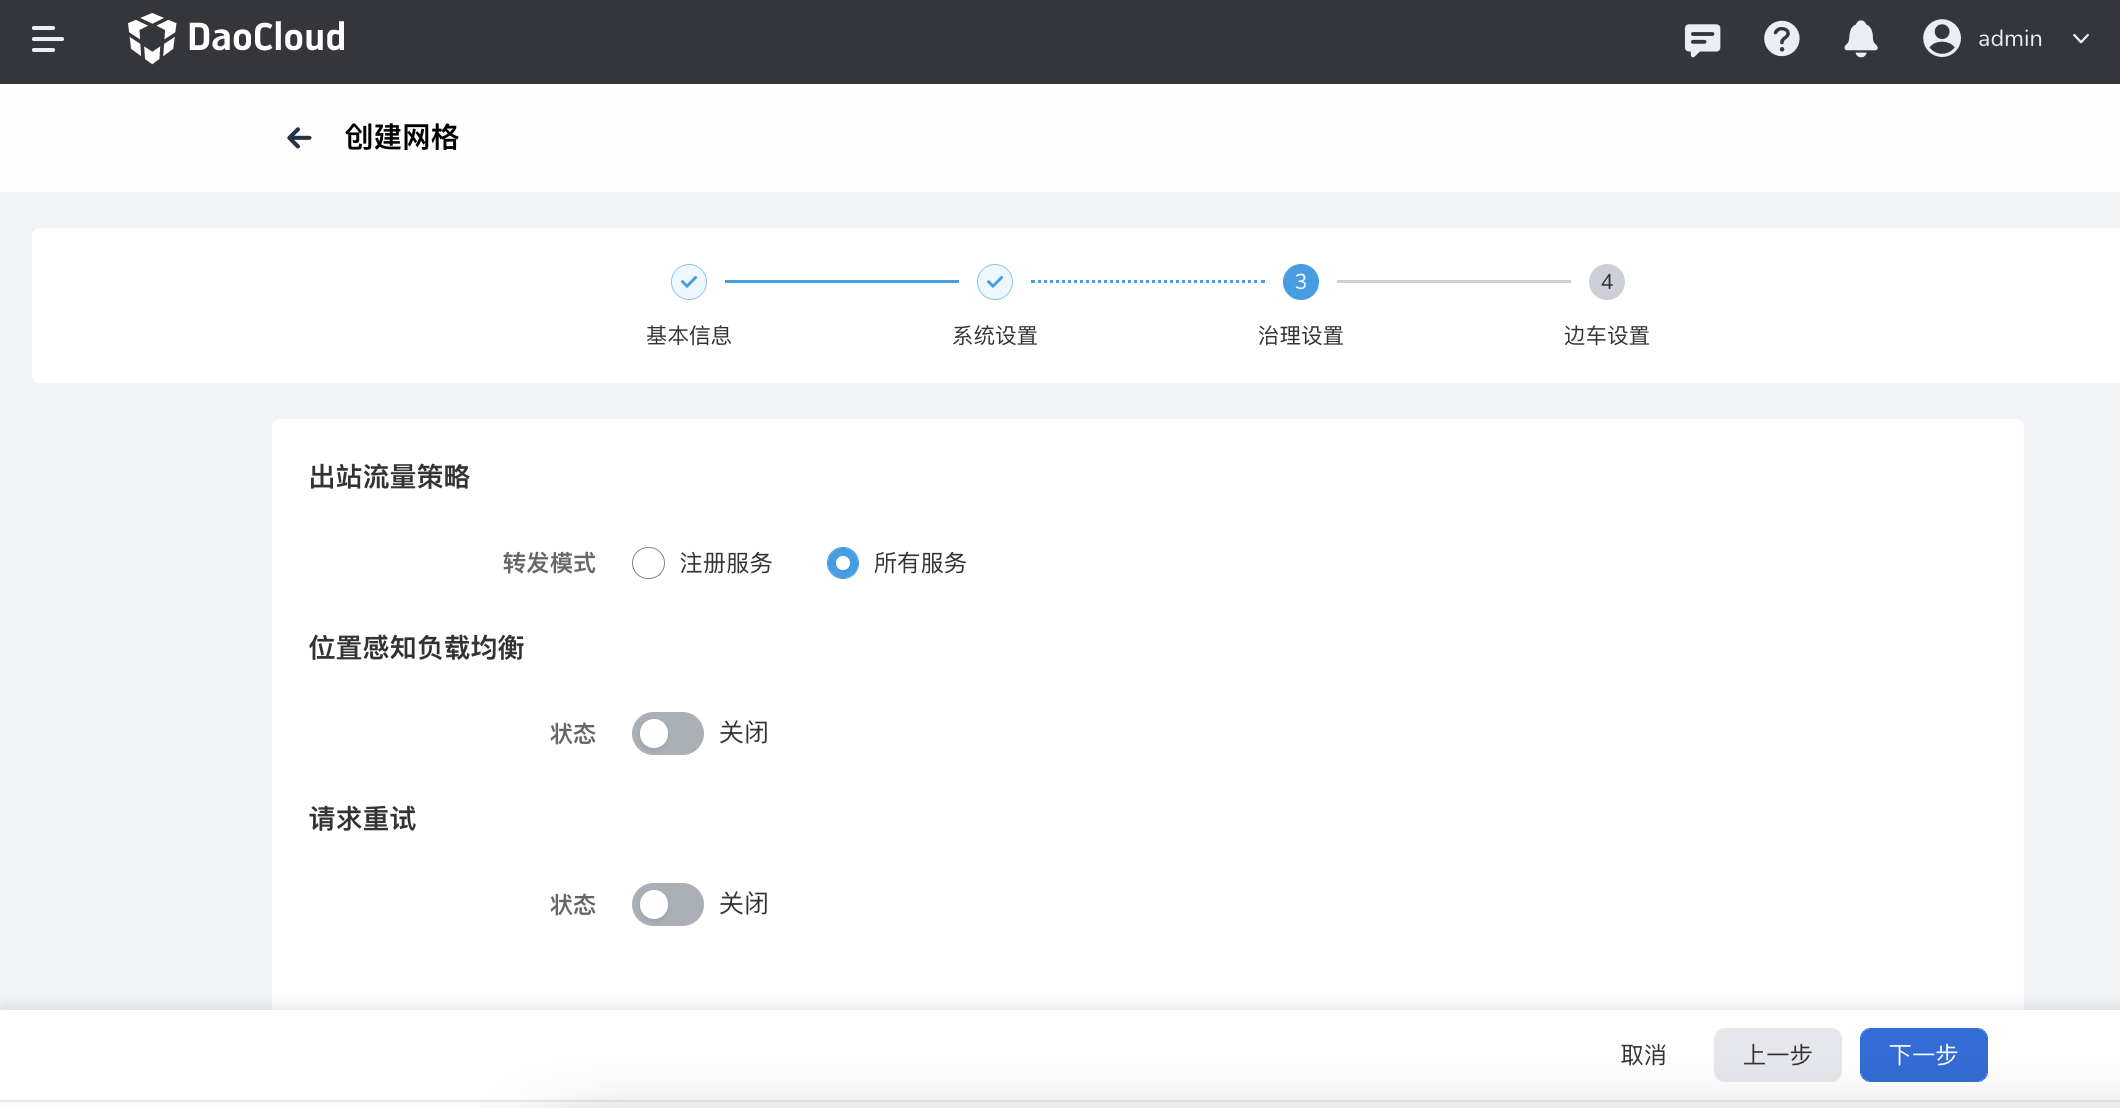 DaoCloud
admin
创建网格
3
4
基本信息
系统设置
治理设置
边车设置
出站流量策略
转发模式 注册服务 所有服务
位置感知负载均衡
状态 关闭
请求重试
状态 关闭
取消 上一步 下一步